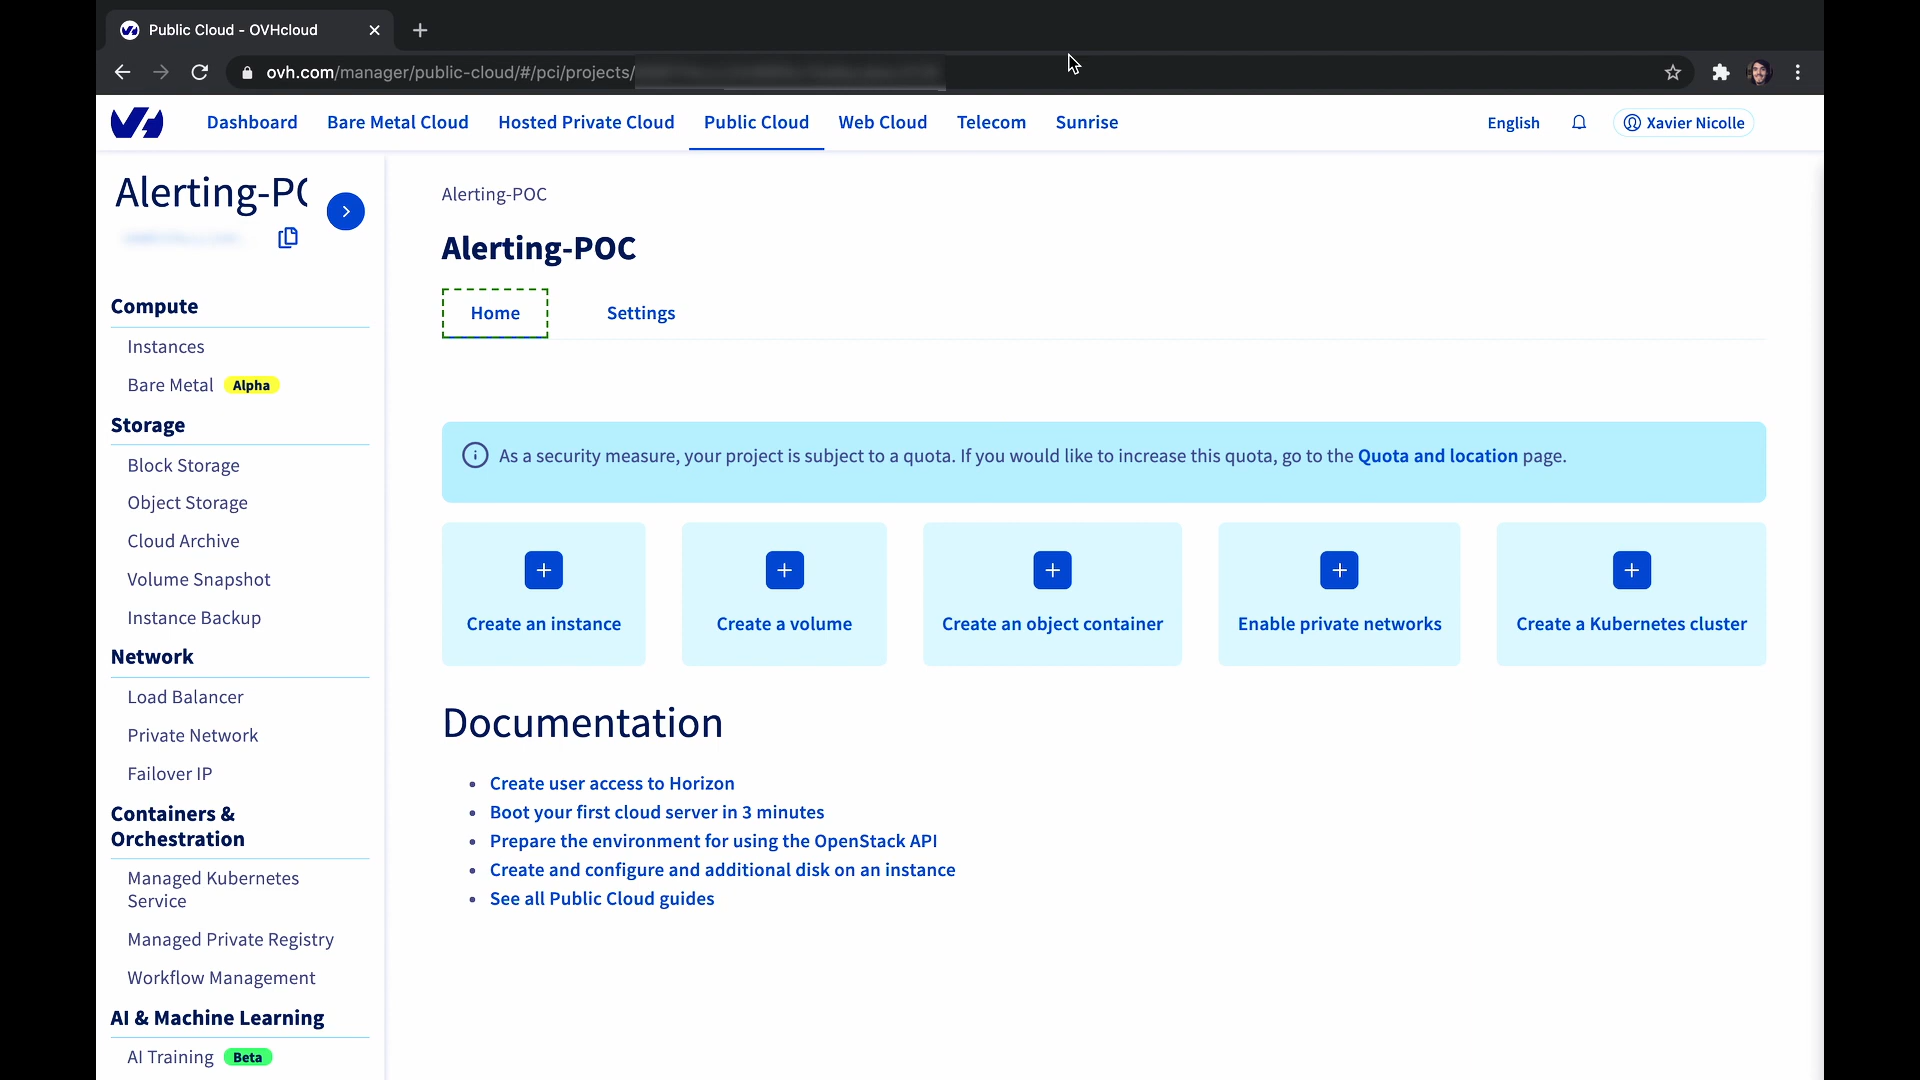 Public Cloud - OVHcloud
ovh.com/manager/public-cloud/#/pci/projects/
Dashboard
Bare Metal Cloud
Hosted Private Cloud
Public Cloud
Web Cloud
Telecom
Sunrise
English
Xavier Nicolle
Alerting-PO
Compute
Instances
Bare Metal Alpha
Storage
Block Storage
Object Storage
Cloud Archive
Volume Snapshot
Instance Backup
Network
Load Balancer
Private Network
Failover IP
Containers &
Orchestration
Managed Kubernetes
Service
Managed Private Registry
Workflow Management
AI & Machine Learning
AI Training Beta
Alerting-POC
Alerting-POC
Home
Settings
As a security measure, your project is subject to a quota. If you would like to increase this quota, go to the Quota and location page.
Create an instance
Create a volume
Create an object container
Enable private networks
Create a Kubernetes cluster
Documentation
Create user access to Horizon
Boot your first cloud server in 3 minutes
Prepare the environment for using the OpenStack API
Create and configure and additional disk on an instance
See all Public Cloud guides